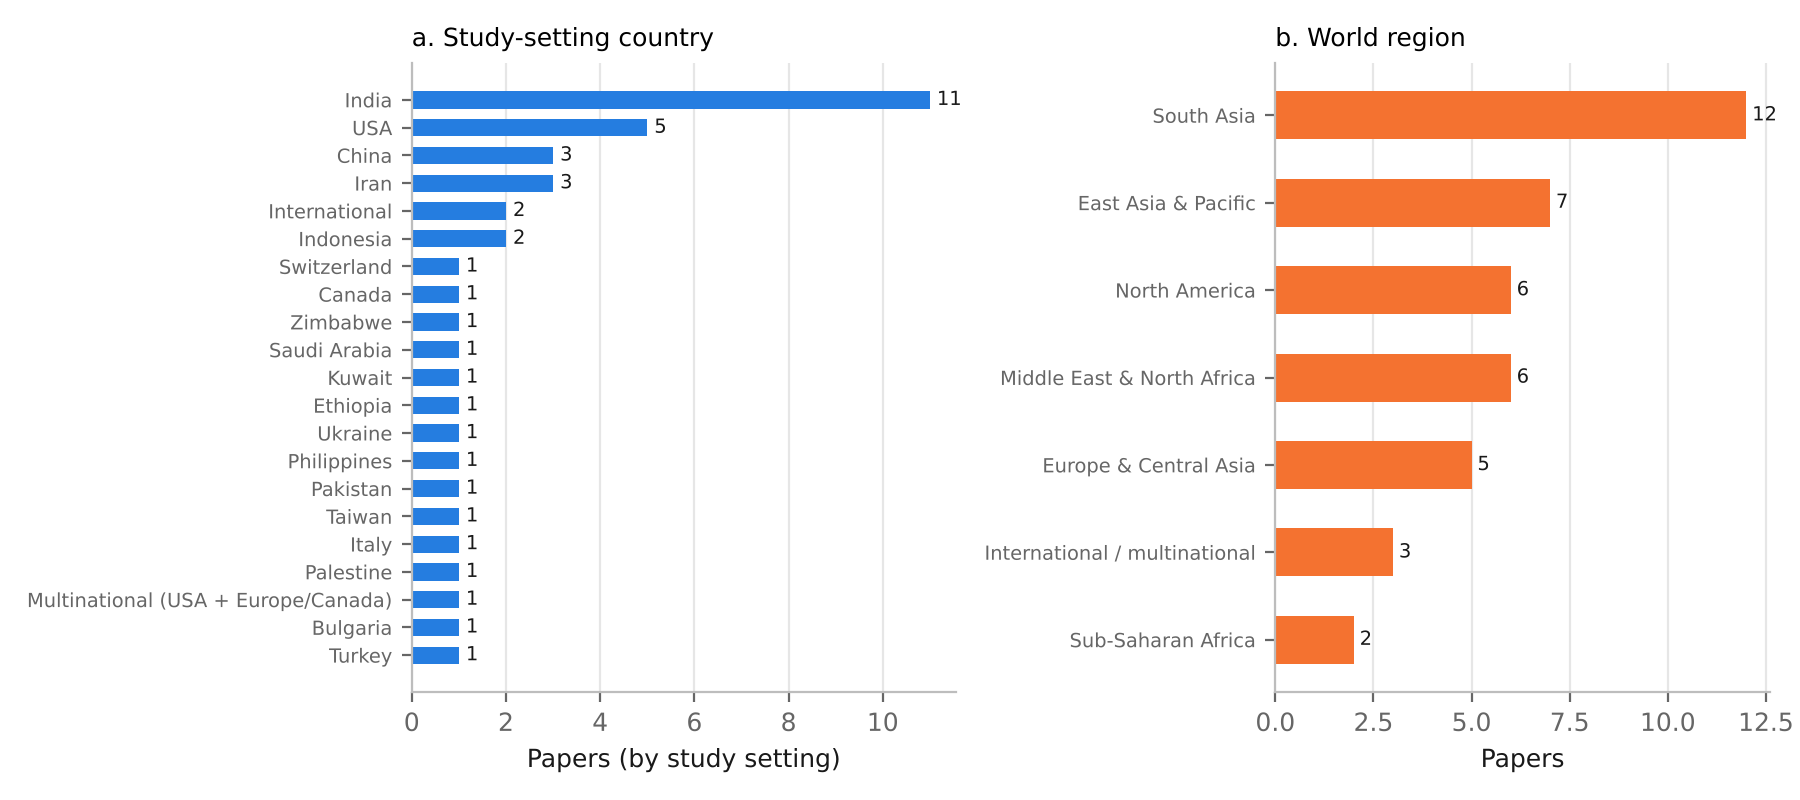 a. Study-setting country
India 11
USA 5
China 3
Iran 3
International 2
Indonesia 2
Switzerland 1
Canada 1
Zimbabwe 1
Saudi Arabia 1
Kuwait 1
Ethiopia 1
Ukraine 1
Philippines 1
Pakistan 1
Taiwan 1
Italy 1
Palestine 1
Multinational (USA + Europe/Canada) 1
Bulgaria 1
Turkey 1
0 2 4 6 8 10
Papers (by study setting)
b. World region
South Asia 12
East Asia & Pacific 7
North America 6
Middle East & North Africa 6
Europe & Central Asia 5
International / multinational 3
Sub-Saharan Africa 2
0.0 2.5 5.0 7.5 10.0 12.5
Papers